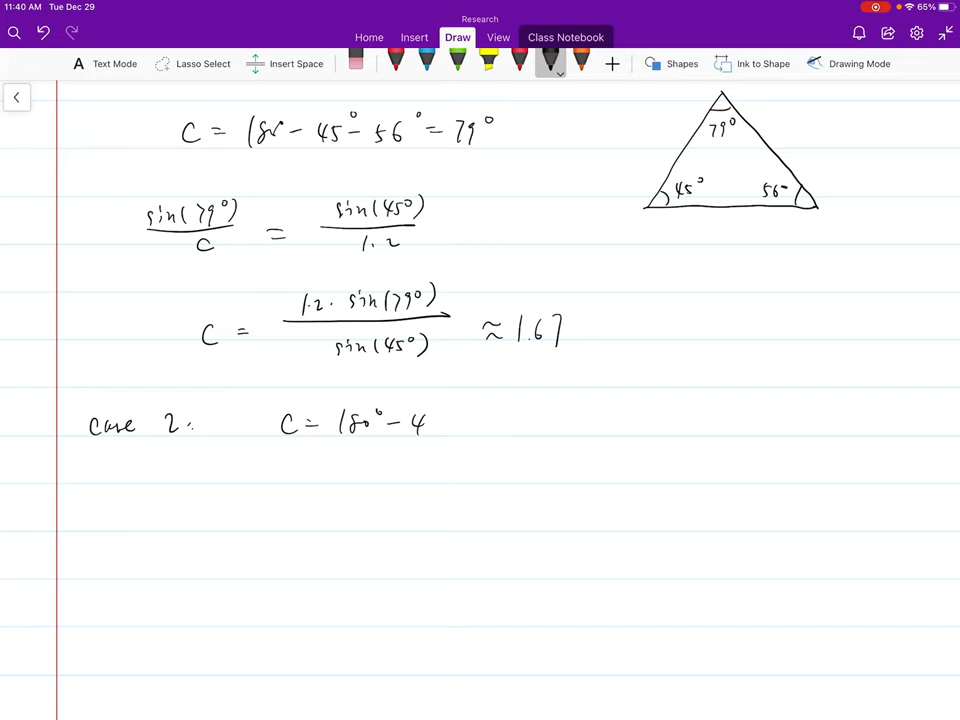 11:40 AM Tue Dec 29
65%
Research
Home Insert Draw View Class Notebook
Text Mode Lasso Select Insert Space Shapes Ink to Shape Drawing Mode
C = 180 - 45° - 56° = 79°
79°
45° 56
sin(79°) / C = sin(45°) / 1.2
C = 1.2 · sin(79°) / sin(45°) ≈ 1.67
Case 2: C = 180° - 4